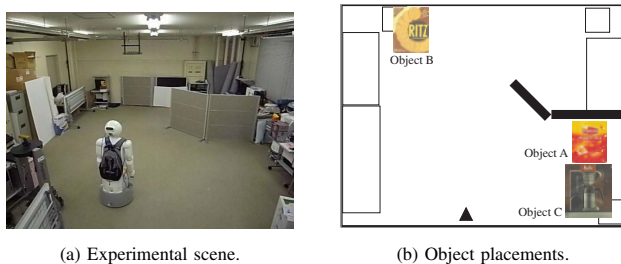 RITZ
Object B
Object A
Object C
(a) Experimental scene.
(b) Object placements.